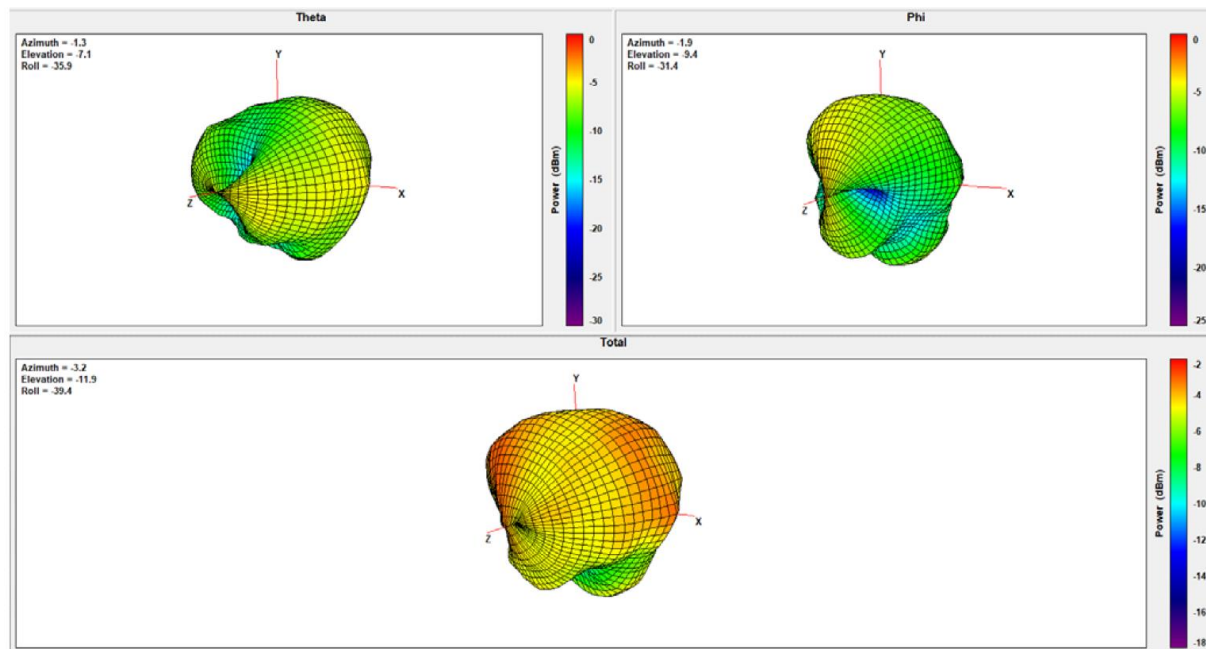 Theta
Azimuth = -1.3
Elevation = -7.1
Roll = -35.9
Y
X
Z
0
-5
-10
-15
-20
-25
-30
Power (dBm)
Phi
Azimuth = -1.9
Elevation = -9.4
Roll = -31.4
Y
X
Z
0
-5
-10
-15
-20
-25
Power (dBm)
Total
Azimuth = -3.2
Elevation = -11.9
Roll = -39.4
Y
X
Z
-2
-4
-6
-8
-10
-12
-14
-16
-18
Power (dBm)